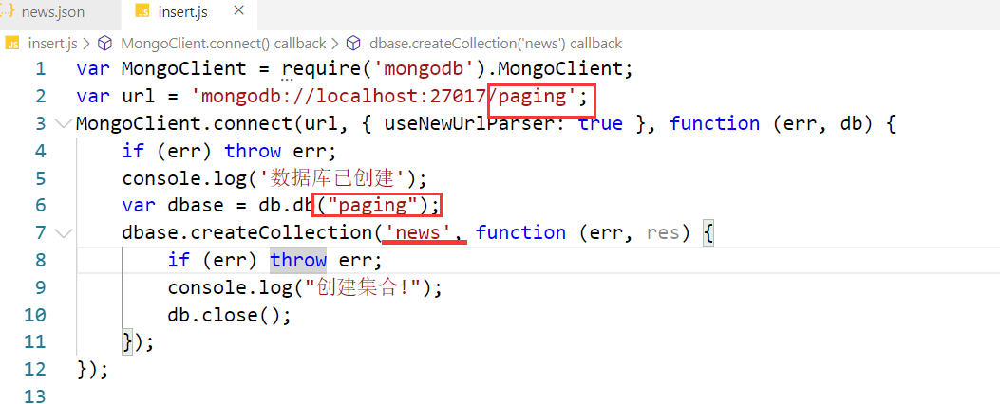 news.json JS insert.js ×
JS insert.js > MongoClient.connect() callback > dbase.createCollection('news') callback
1 var MongoClient = require('mongodb').MongoClient;
2 var url = 'mongodb://localhost:27017/paging';
3 MongoClient.connect(url, { useNewUrlParser: true }, function (err, db) {
4 if (err) throw err;
5 console.log('数据库已创建');
6 var dbase = db.db("paging");
7 dbase.createCollection('news', function (err, res) {
8 if (err) throw err;
9 console.log("创建集合!");
10 db.close();
11 });
12 });
13